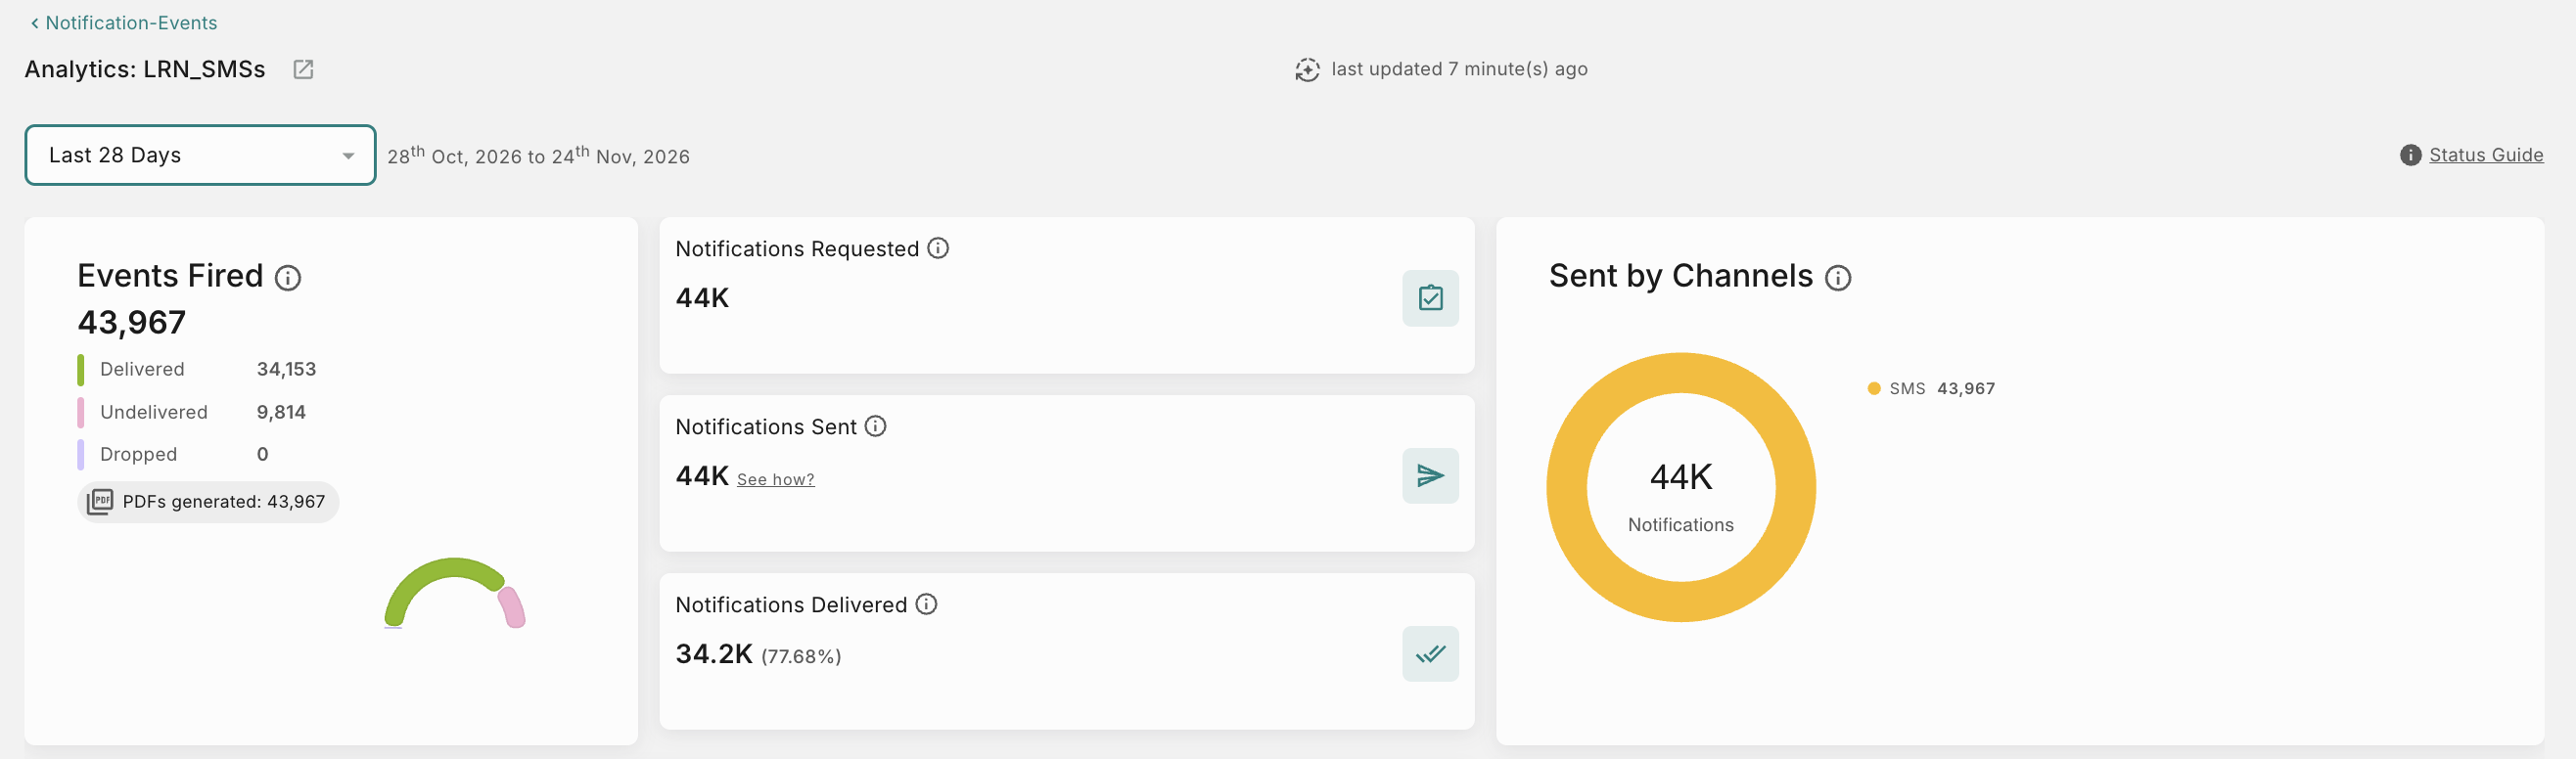 Notification-Events
Analytics: LRN_SMSs
last updated 7 minute(s) ago
Last 28 Days
28th Oct, 2026 to 24th Nov, 2026
Status Guide
Events Fired
43,967
Delivered 34,153
Undelivered 9,814
Dropped 0
PDF
PDFs generated: 43,967
Notifications Requested
44K
Notifications Sent
44K See how?
Notifications Delivered
34.2K (77.68%)
Sent by Channels
44K
Notifications
SMS 43,967